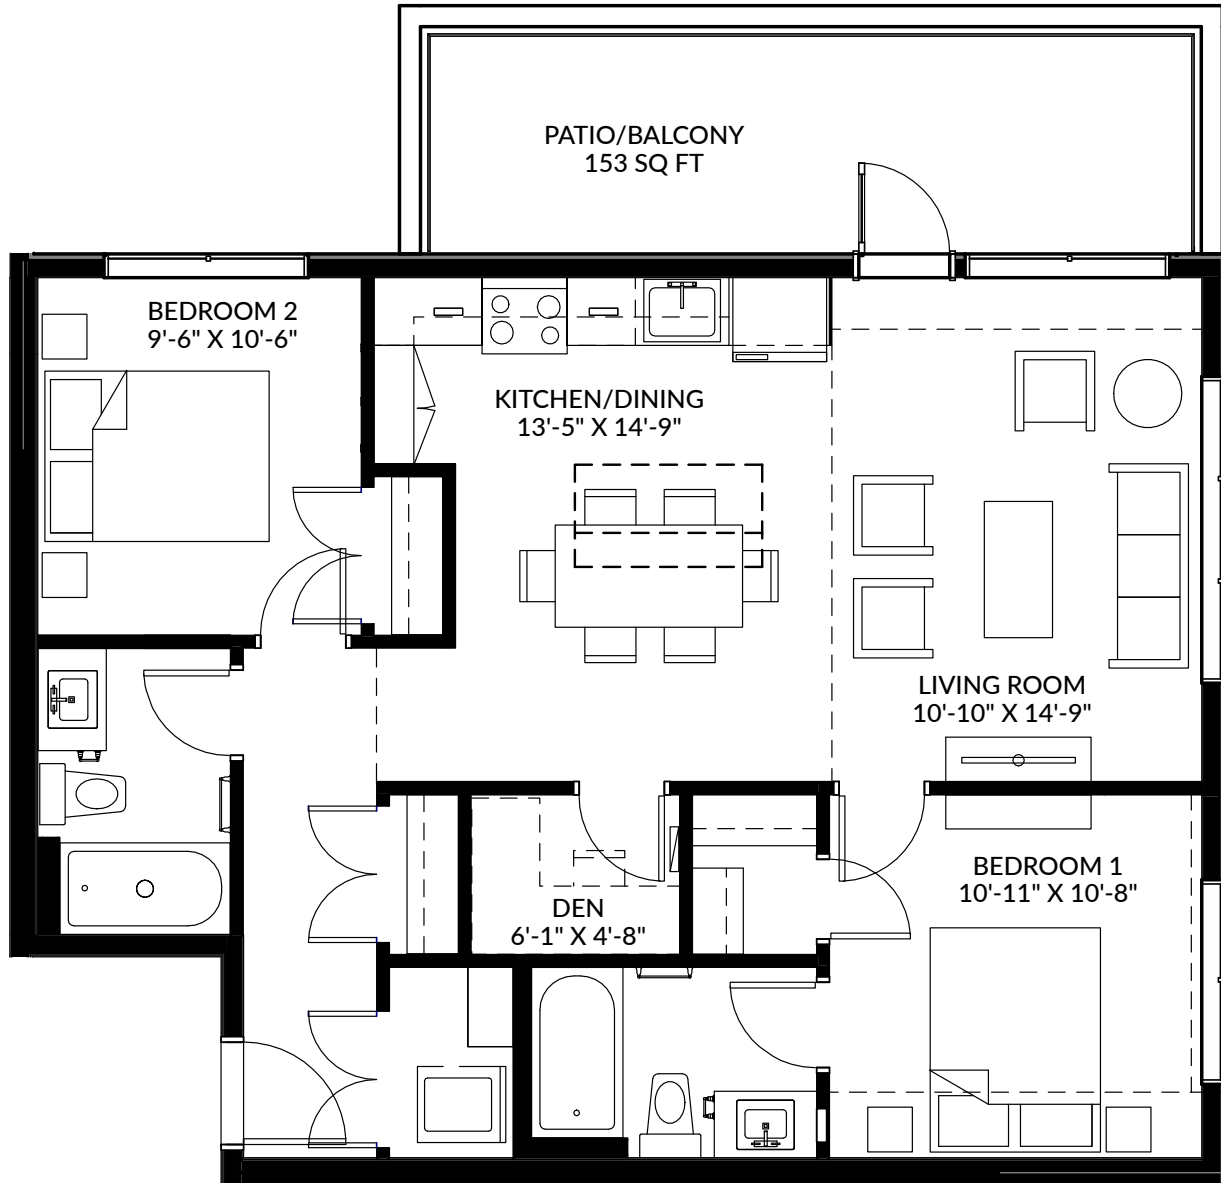 PATIO/BALCONY
153 SQ FT
BEDROOM 2
9'-6" X 10'-6"
KITCHEN/DINING
13'-5" X 14'-9"
LIVING ROOM
10'-10" X 14'-9"
BEDROOM 1
10'-11" X 10'-8"
DEN
6'-1" X 4'-8"